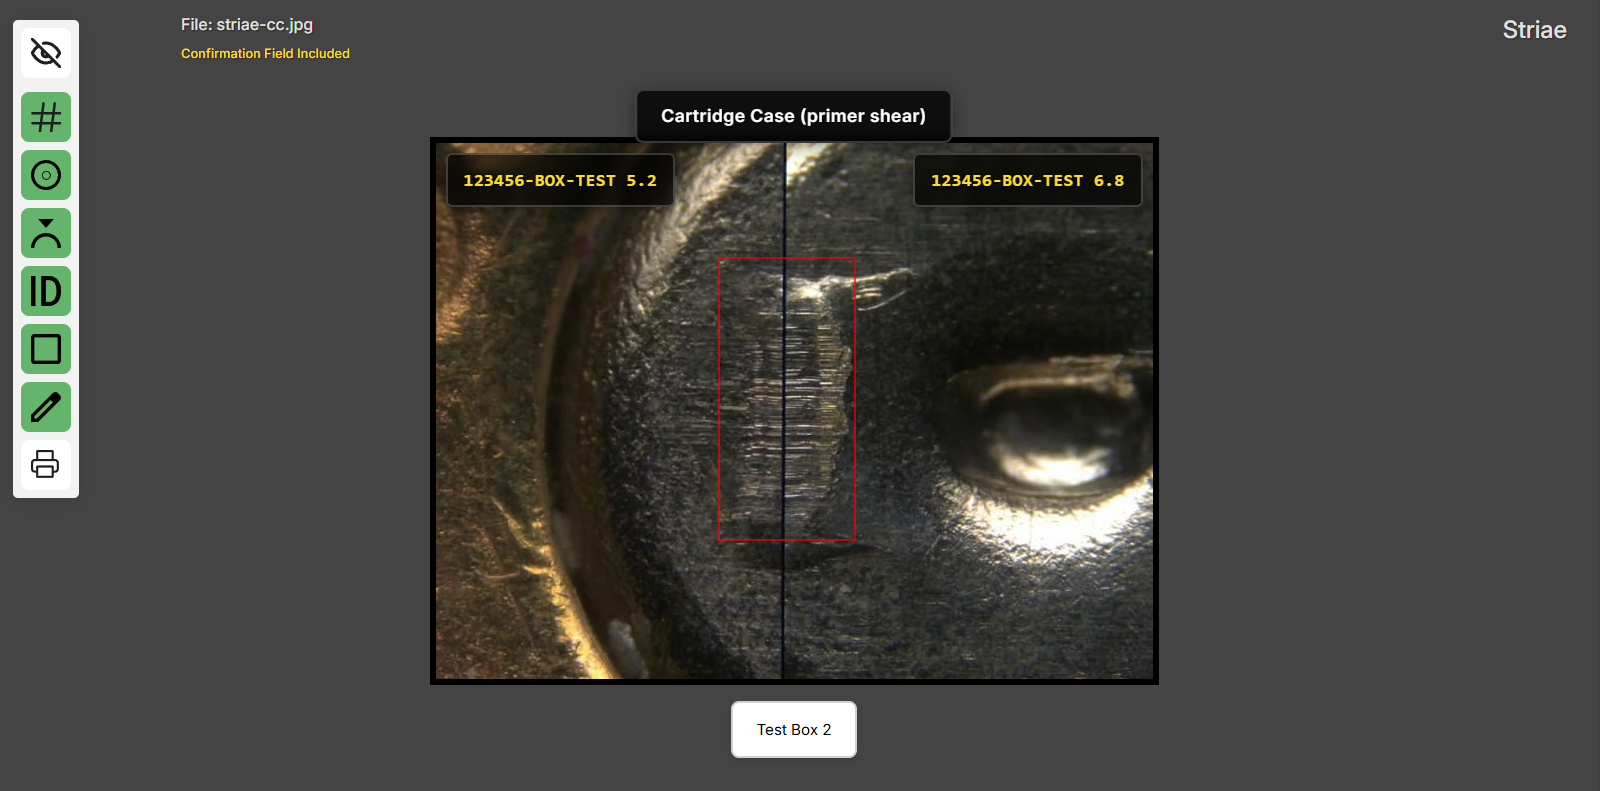 File: striae-cc.jpg
Striae
Confirmation Field Included
Cartridge Case (primer shear)
123456-BOX-TEST 5.2
123456-BOX-TEST 6.8
ID
Test Box 2